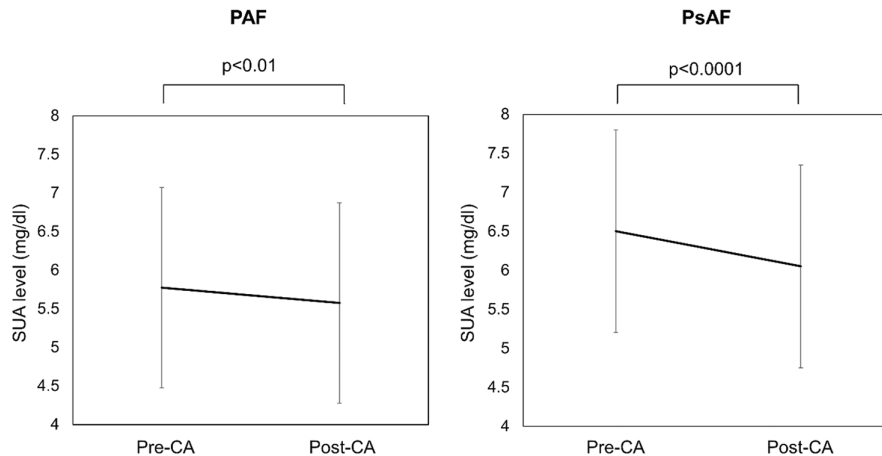 PAF
p<0.01
SUA level (mg/dl)
8
7.5
7
6.5
6
5.5
5
4.5
4
Pre-CA
Post-CA
PsAF
p<0.0001
SUA level (mg/dl)
8
7.5
7
6.5
6
5.5
5
4.5
4
Pre-CA
Post-CA